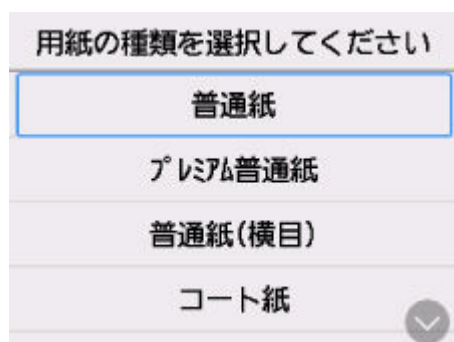 用紙の種類を選択してください
普通紙
ﾌﾟﾚﾐｱﾑ普通紙
普通紙(横目)
コート紙